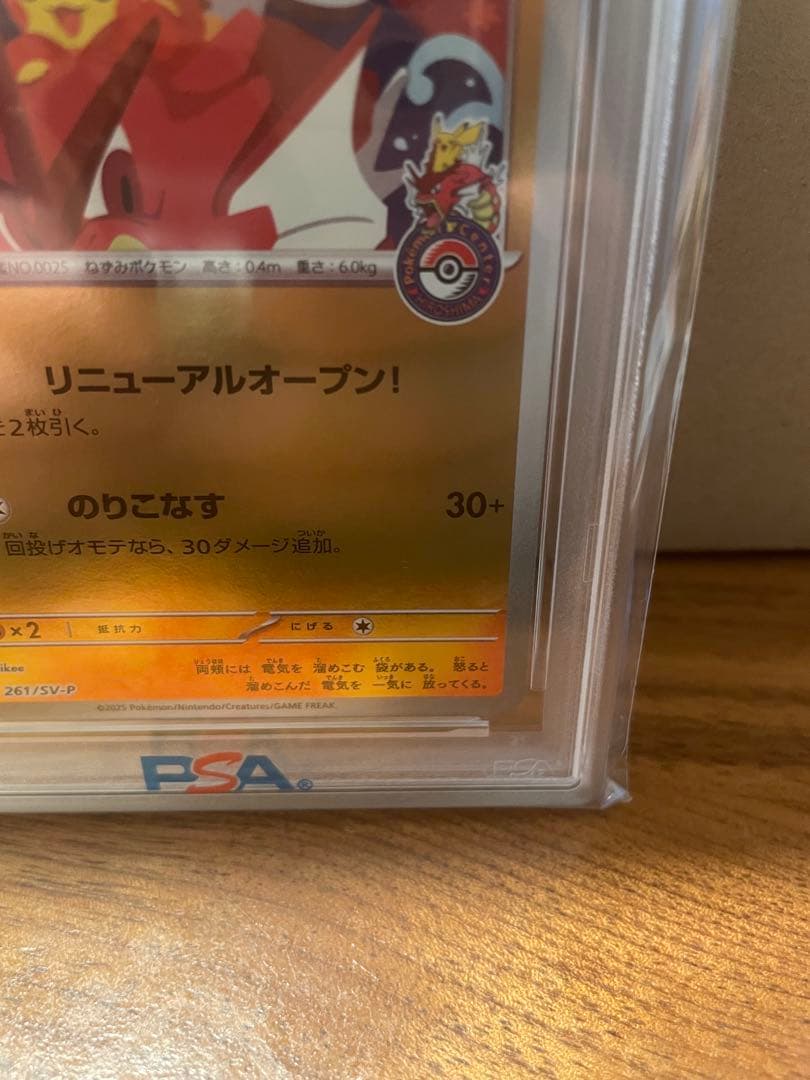 NO.0025 ねずみポケモン 高さ:0.4m 重さ:6.0kg
Pokémon Center
HIROSHIMA
リニューアルオープン!
を2枚引く。
のりこなす 30+
回投げオモテなら、30ダメージ追加。
×2 抵抗力 にげる
ikee
両頬には 電気を 溜めこむ 袋がある。 怒ると
261/SV-P
溜めこんだ 電気を 一気に 放ってくる。
©2025 Pokémon/Nintendo/Creatures/GAME FREAK.
PSA®
PSA